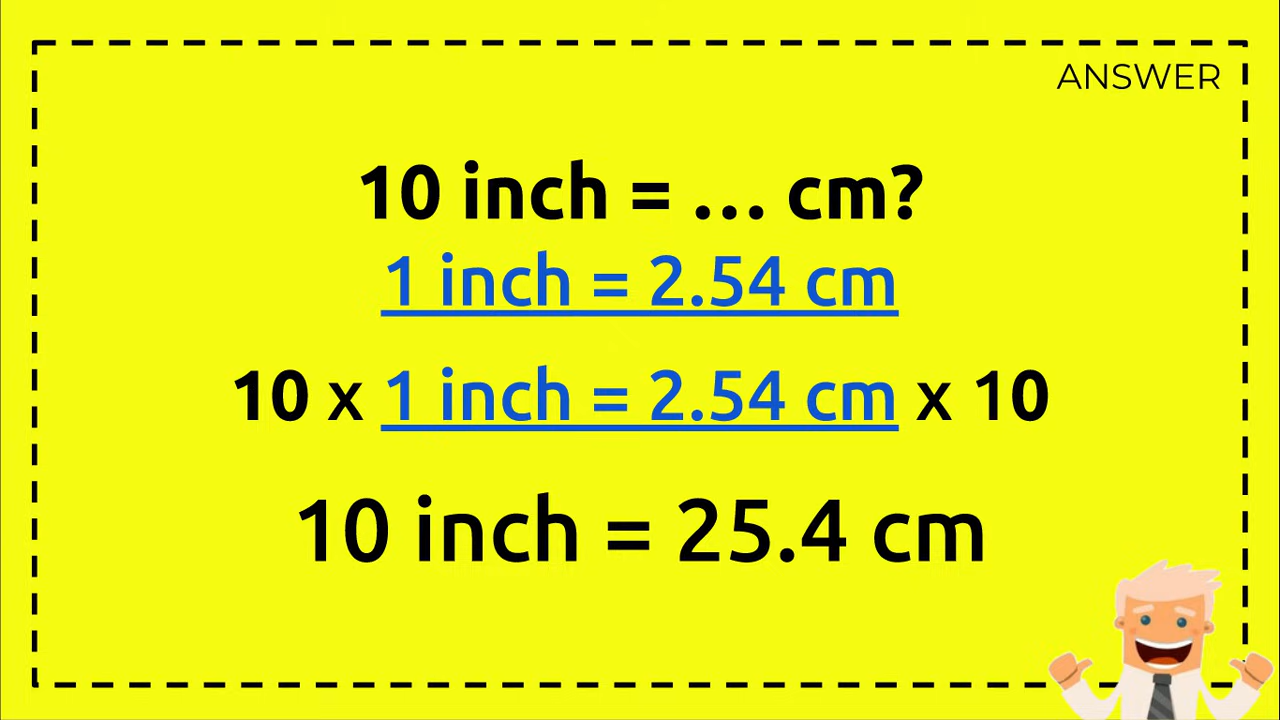 ANSWER
10 inch = ... cm?
1 inch = 2.54 cm
10 x 1 inch = 2.54 cm x 10
10 inch = 25.4 cm